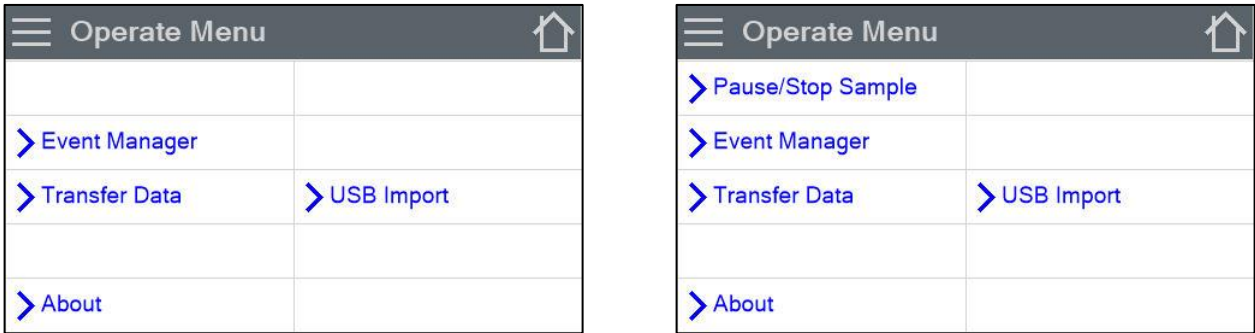 Operate Menu
Event Manager
Transfer Data
USB Import
About
Operate Menu
Pause/Stop Sample
Event Manager
Transfer Data
USB Import
About